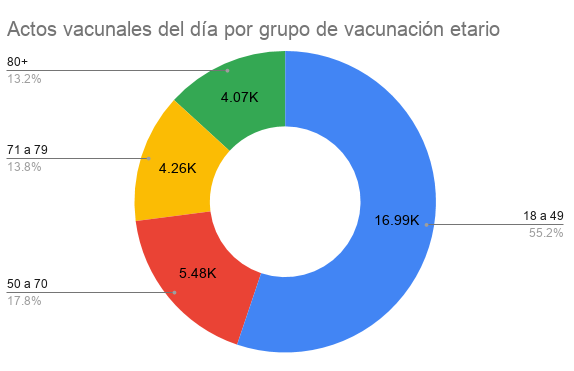 Actos vacunales del día por grupo de vacunación etario
80+
13.2%
4.07K
71 a 79
13.8%
4.26K
16.99K
18 a 49
55.2%
5.48K
50 a 70
17.8%